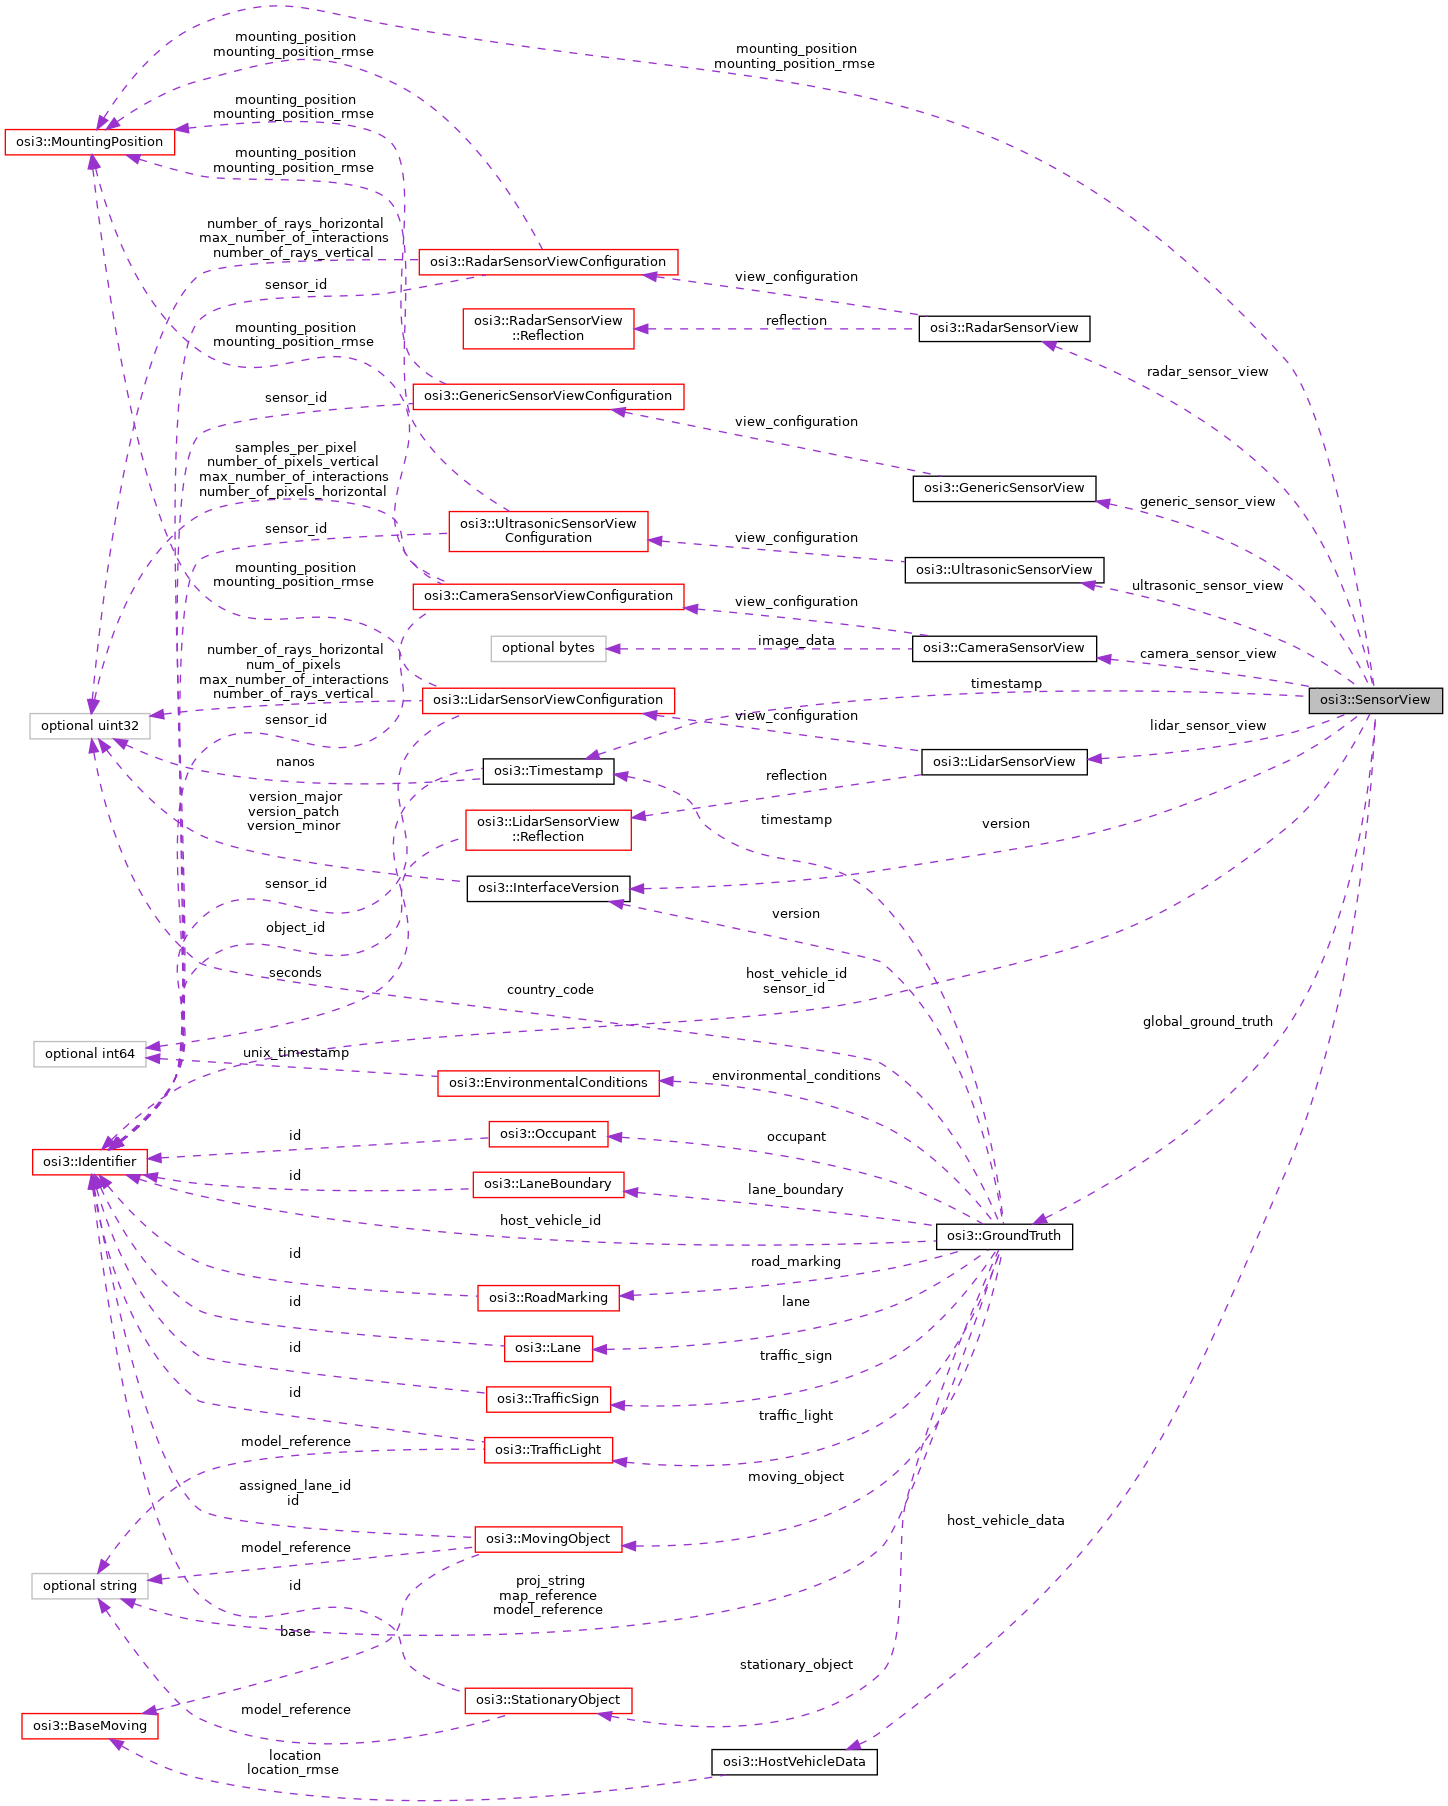 mounting_position
mounting_position_rmse
mounting_position
mounting_position_rmse
mounting_position
mounting_position_rmse
osi3::MountingPosition
mounting_position
mounting_position_rmse
number_of_rays_horizontal
max_number_of_interactions
number_of_rays_vertical
osi3::RadarSensorViewConfiguration
view_configuration
sensor_id
osi3::RadarSensorView
::Reflection
reflection
osi3::RadarSensorView
mounting_position
mounting_position_rmse
radar_sensor_view
sensor_id
osi3::GenericSensorViewConfiguration
view_configuration
samples_per_pixel
number_of_pixels_vertical
max_number_of_interactions
number_of_pixels_horizontal
osi3::GenericSensorView
generic_sensor_view
sensor_id
osi3::UltrasonicSensorView
Configuration
view_configuration
osi3::UltrasonicSensorView
mounting_position
mounting_position_rmse
ultrasonic_sensor_view
osi3::CameraSensorViewConfiguration
view_configuration
optional bytes
image_data
osi3::CameraSensorView
camera_sensor_view
number_of_rays_horizontal
num_of_pixels
max_number_of_interactions
number_of_rays_vertical
osi3::LidarSensorViewConfiguration
timestamp
osi3::SensorView
optional uint32
sensor_id
view_configuration
lidar_sensor_view
nanos
osi3::Timestamp
reflection
osi3::LidarSensorView
version_major
version_patch
version_minor
osi3::LidarSensorView
::Reflection
timestamp
version
sensor_id
osi3::InterfaceVersion
object_id
version
seconds
country_code
host_vehicle_id
sensor_id
global_ground_truth
optional int64
unix_timestamp
osi3::EnvironmentalConditions
environmental_conditions
id
osi3::Occupant
occupant
osi3::Identifier
id
osi3::LaneBoundary
lane_boundary
host_vehicle_id
osi3::GroundTruth
id
road_marking
osi3::RoadMarking
id
lane
osi3::Lane
id
traffic_sign
osi3::TrafficSign
id
traffic_light
model_reference
osi3::TrafficLight
assigned_lane_id
id
moving_object
osi3::MovingObject
host_vehicle_data
model_reference
optional string
id
proj_string
map_reference
model_reference
base
stationary_object
osi3::StationaryObject
model_reference
osi3::BaseMoving
location
location_rmse
osi3::HostVehicleData